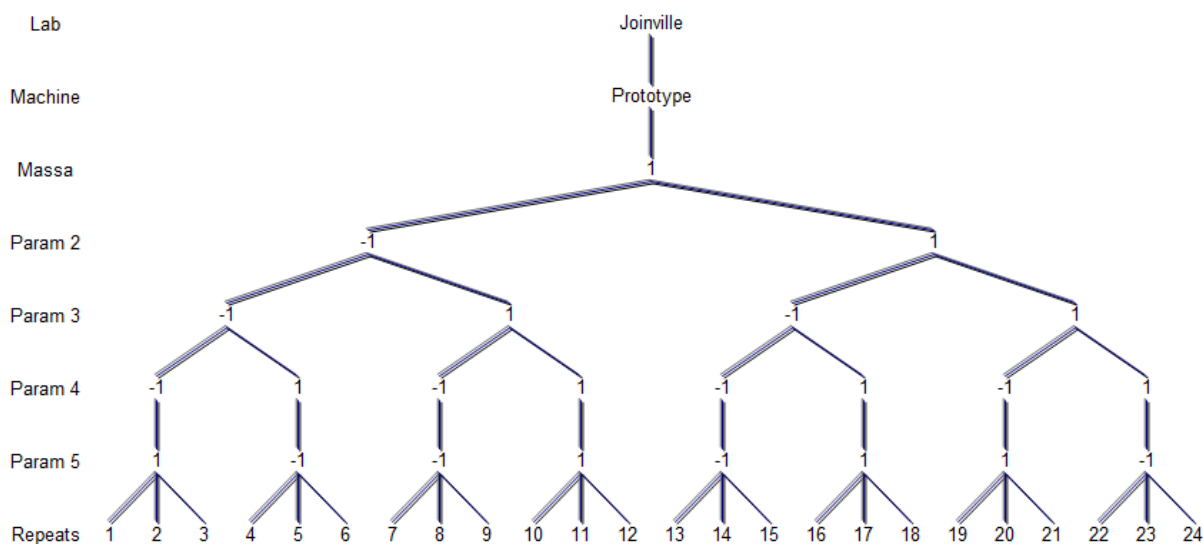 Lab Joinville
Machine Prototype
Massa 1
Param 2 -1 1
Param 3 -1 1 -1 1
Param 4 -1 1 -1 1 -1 1 -1 1
Param 5 1 -1 -1 1 -1 1 1 -1
Repeats 1 2 3 4 5 6 7 8 9 10 11 12 13 14 15 16 17 18 19 20 21 22 23 24